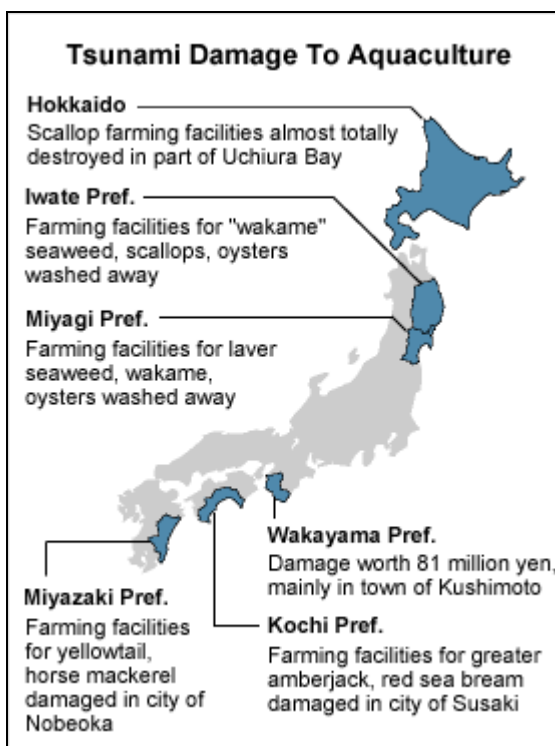 Tsunami Damage To Aquaculture
Hokkaido
Scallop farming facilities almost totally
destroyed in part of Uchiura Bay
Iwate Pref.
Farming facilities for "wakame"
seaweed, scallops, oysters
washed away
Miyagi Pref.
Farming facilities for laver
seaweed, wakame,
oysters washed away
Wakayama Pref.
Damage worth 81 million yen,
mainly in town of Kushimoto
Miyazaki Pref.
Farming facilities
for yellowtail,
horse mackerel
damaged in city of
Nobeoka
Kochi Pref.
Farming facilities for greater
amberjack, red sea bream
damaged in city of Susaki